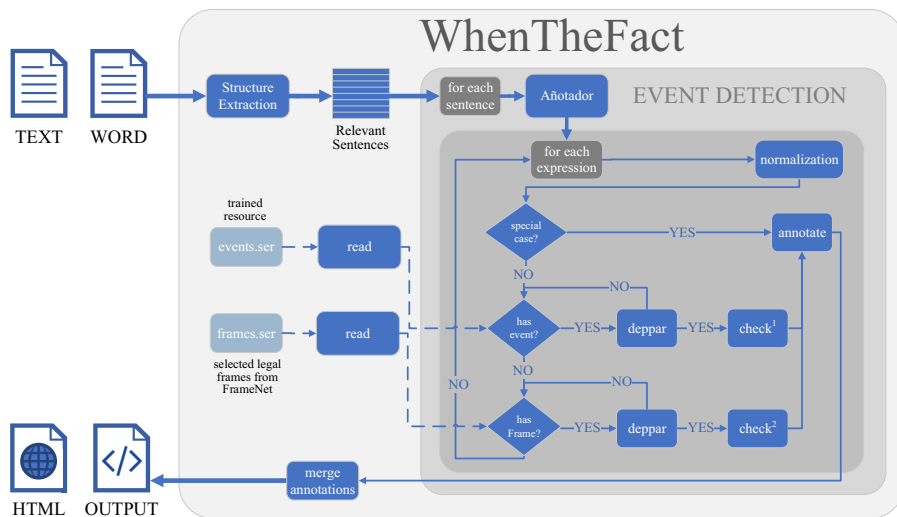 WhenTheFact
TEXT
WORD
Structure
Extraction
Relevant
Sentences
for each
sentence
Añotador
EVENT DETECTION
for each
expression
normalization
trained
resource
events.ser
read
special
case?
YES
annotate
NO
NO
has
event?
YES
deppar
YES
check¹
frames.ser
read
selected legal
frames from
FrameNet
NO
NO
NO
has
Frame?
YES
deppar
YES
check²
merge
annotations
HTML
OUTPUT